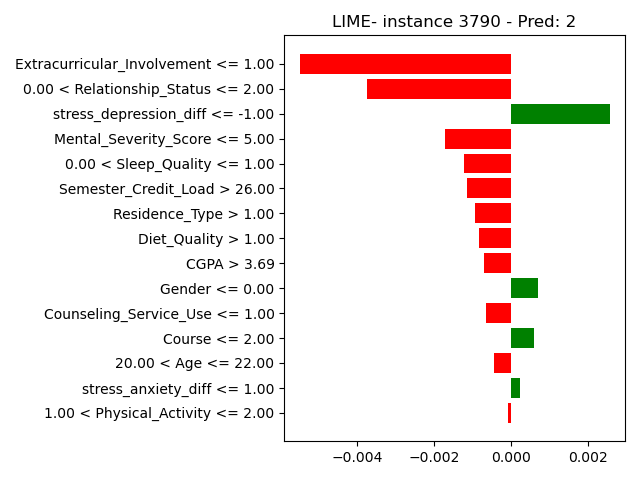 LIME- instance 3790 - Pred: 2
Extracurricular_Involvement <= 1.00
0.00 < Relationship_Status <= 2.00
stress_depression_diff <= -1.00
Mental_Severity_Score <= 5.00
0.00 < Sleep_Quality <= 1.00
Semester_Credit_Load > 26.00
Residence_Type > 1.00
Diet_Quality > 1.00
CGPA > 3.69
Gender <= 0.00
Counseling_Service_Use <= 1.00
Course <= 2.00
20.00 < Age <= 22.00
stress_anxiety_diff <= 1.00
1.00 < Physical_Activity <= 2.00
−0.004 −0.002 0.000 0.002